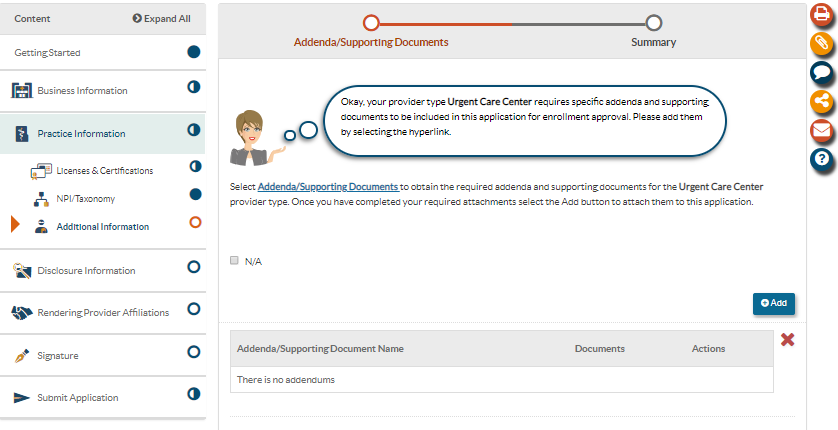 Content
Expand All
Getting Started
Business Information
Practice Information
Licenses & Certifications
NPI/Taxonomy
Additional Information
Disclosure Information
Rendering Provider Affiliations
Signature
Submit Application
Addenda/Supporting Documents
Summary
Okay, your provider type Urgent Care Center requires specific addenda and supporting
documents to be included in this application for enrollment approval. Please add them
by selecting the hyperlink.
Select Addenda/Supporting Documents to obtain the required addenda and supporting documents for the Urgent Care Center
provider type. Once you have completed your required attachments select the Add button to attach them to this application.
N/A
Add
Addenda/Supporting Document Name Documents Actions
There is no addendums